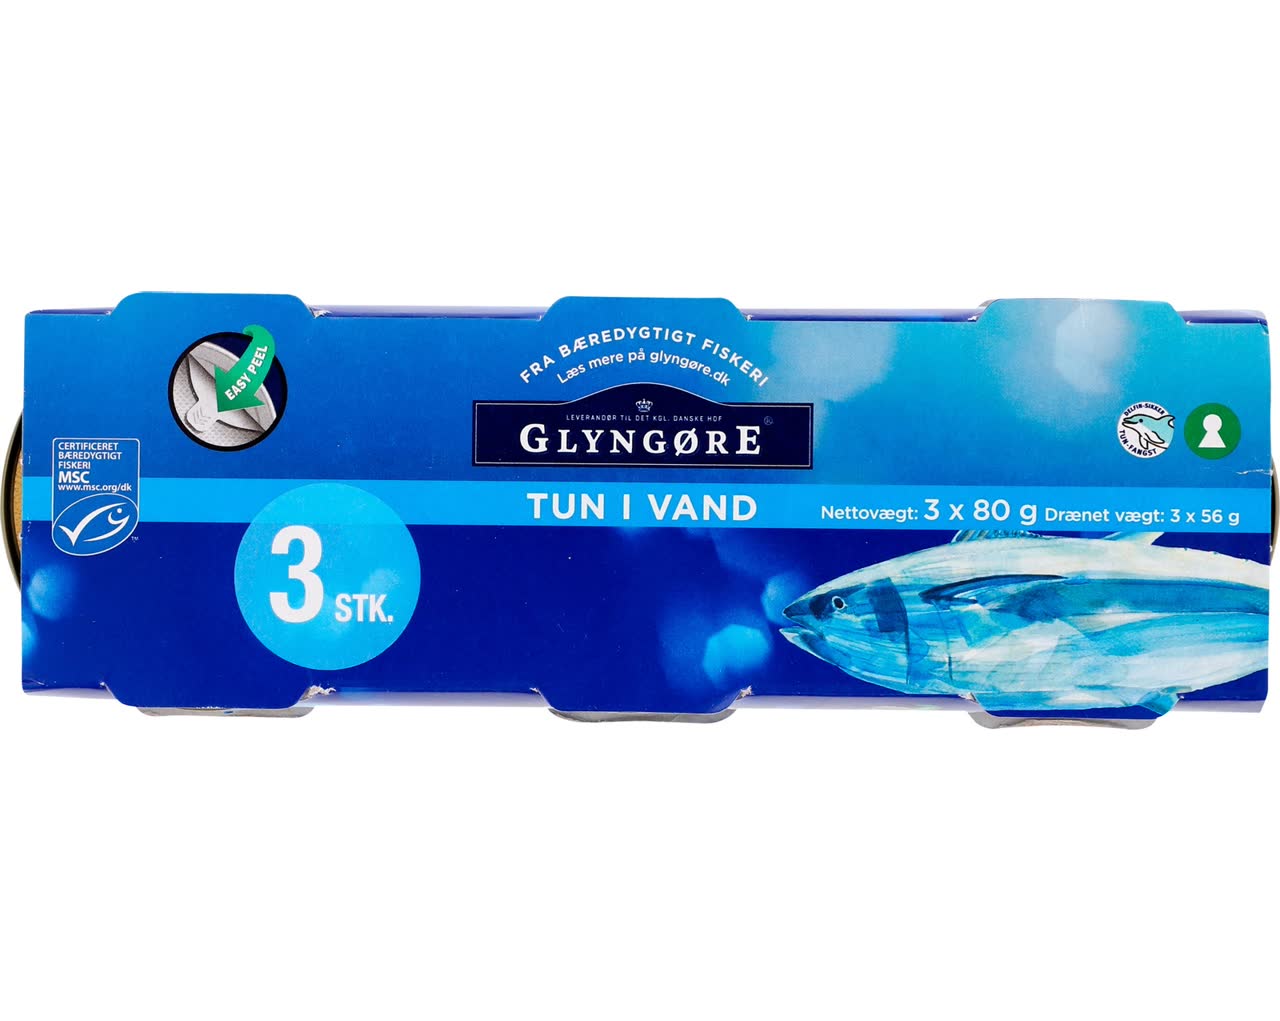 FRA BÆREDYGTIGT FISKERI
Læs mere på glyngøre.dk
EASY PEEL
LEVERANDØR TIL DET KGL. DANSKE HOF
GLYNGØRE®
DELFIN-SIKKER
TUN-FANGST
CERTIFICERET
BÆREDYGTIGT
FISKERI
MSC
www.msc.org/dk
TM
TUN I VAND
Nettovægt: 3 x 80 g Drænet vægt: 3 x 56 g
3 STK.